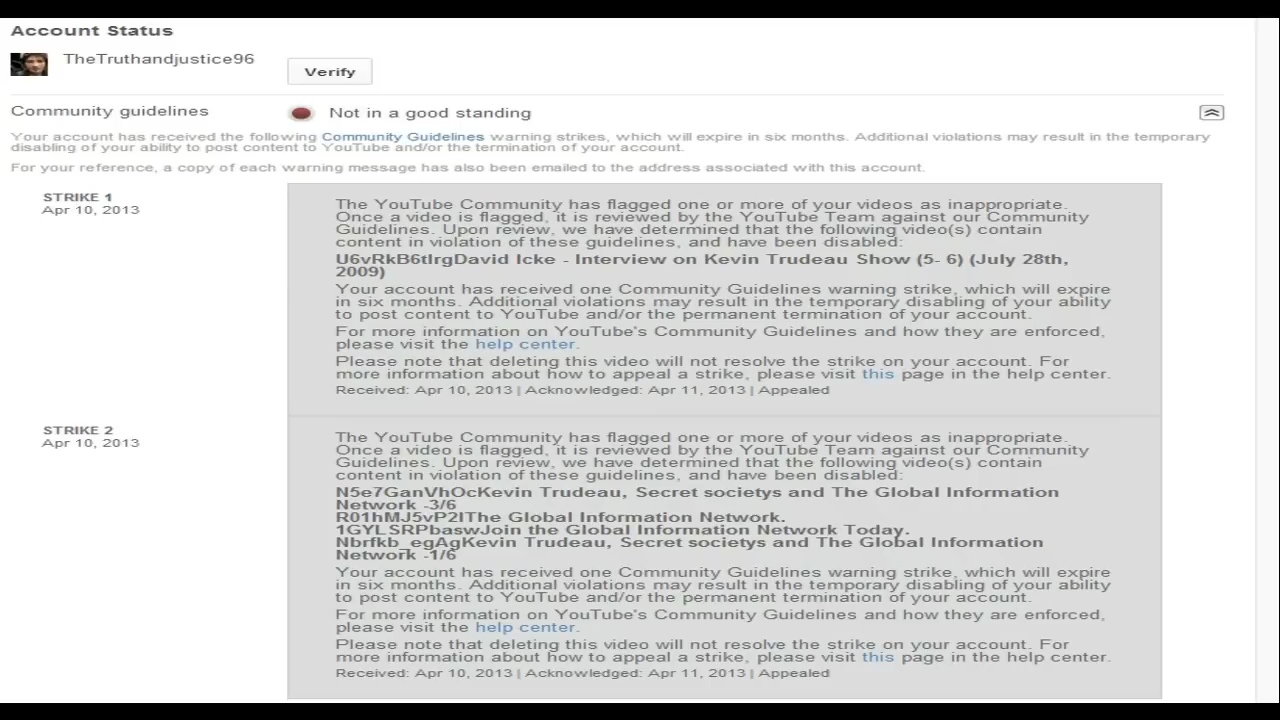 Account Status
TheTruthandjustice96
Verify
Community guidelines
Not in a good standing
Your account has received the following Community Guidelines warning strikes, which will expire in six months. Additional violations may result in the temporary
disabling of your ability to post content to YouTube and/or the termination of your account.
For your reference, a copy of each warning message has also been emailed to the address associated with this account.
STRIKE 1
Apr 10, 2013
The YouTube Community has flagged one or more of your videos as inappropriate.
Once a video is flagged, it is reviewed by the YouTube Team against our Community
Guidelines. Upon review, we have determined that the following video(s) contain
content in violation of these guidelines, and have been disabled:
U6vRkB6tIrgDavid Icke - Interview on Kevin Trudeau Show (5- 6) (July 28th,
2009)
Your account has received one Community Guidelines warning strike, which will expire
in six months. Additional violations may result in the temporary disabling of your ability
to post content to YouTube and/or the permanent termination of your account.
For more information on YouTube's Community Guidelines and how they are enforced,
please visit the help center.
Please note that deleting this video will not resolve the strike on your account. For
more information about how to appeal a strike, please visit this page in the help center.
Received: Apr 10, 2013 | Acknowledged: Apr 11, 2013 | Appealed
STRIKE 2
Apr 10, 2013
The YouTube Community has flagged one or more of your videos as inappropriate.
Once a video is flagged, it is reviewed by the YouTube Team against our Community
Guidelines. Upon review, we have determined that the following video(s) contain
content in violation of these guidelines, and have been disabled:
N5e7GanVhOcKevin Trudeau, Secret societys and The Global Information
Network -3/6
R01hMJ5vP2IThe Global Information Network.
1GYLSRPbaswJoin the Global Information Network Today.
Nbrfkb_egAgKevin Trudeau, Secret societys and The Global Information
Network -1/6
Your account has received one Community Guidelines warning strike, which will expire
in six months. Additional violations may result in the temporary disabling of your ability
to post content to YouTube and/or the permanent termination of your account.
For more information on YouTube's Community Guidelines and how they are enforced,
please visit the help center.
Please note that deleting this video will not resolve the strike on your account. For
more information about how to appeal a strike, please visit this page in the help center.
Received: Apr 10, 2013 | Acknowledged: Apr 11, 2013 | Appealed